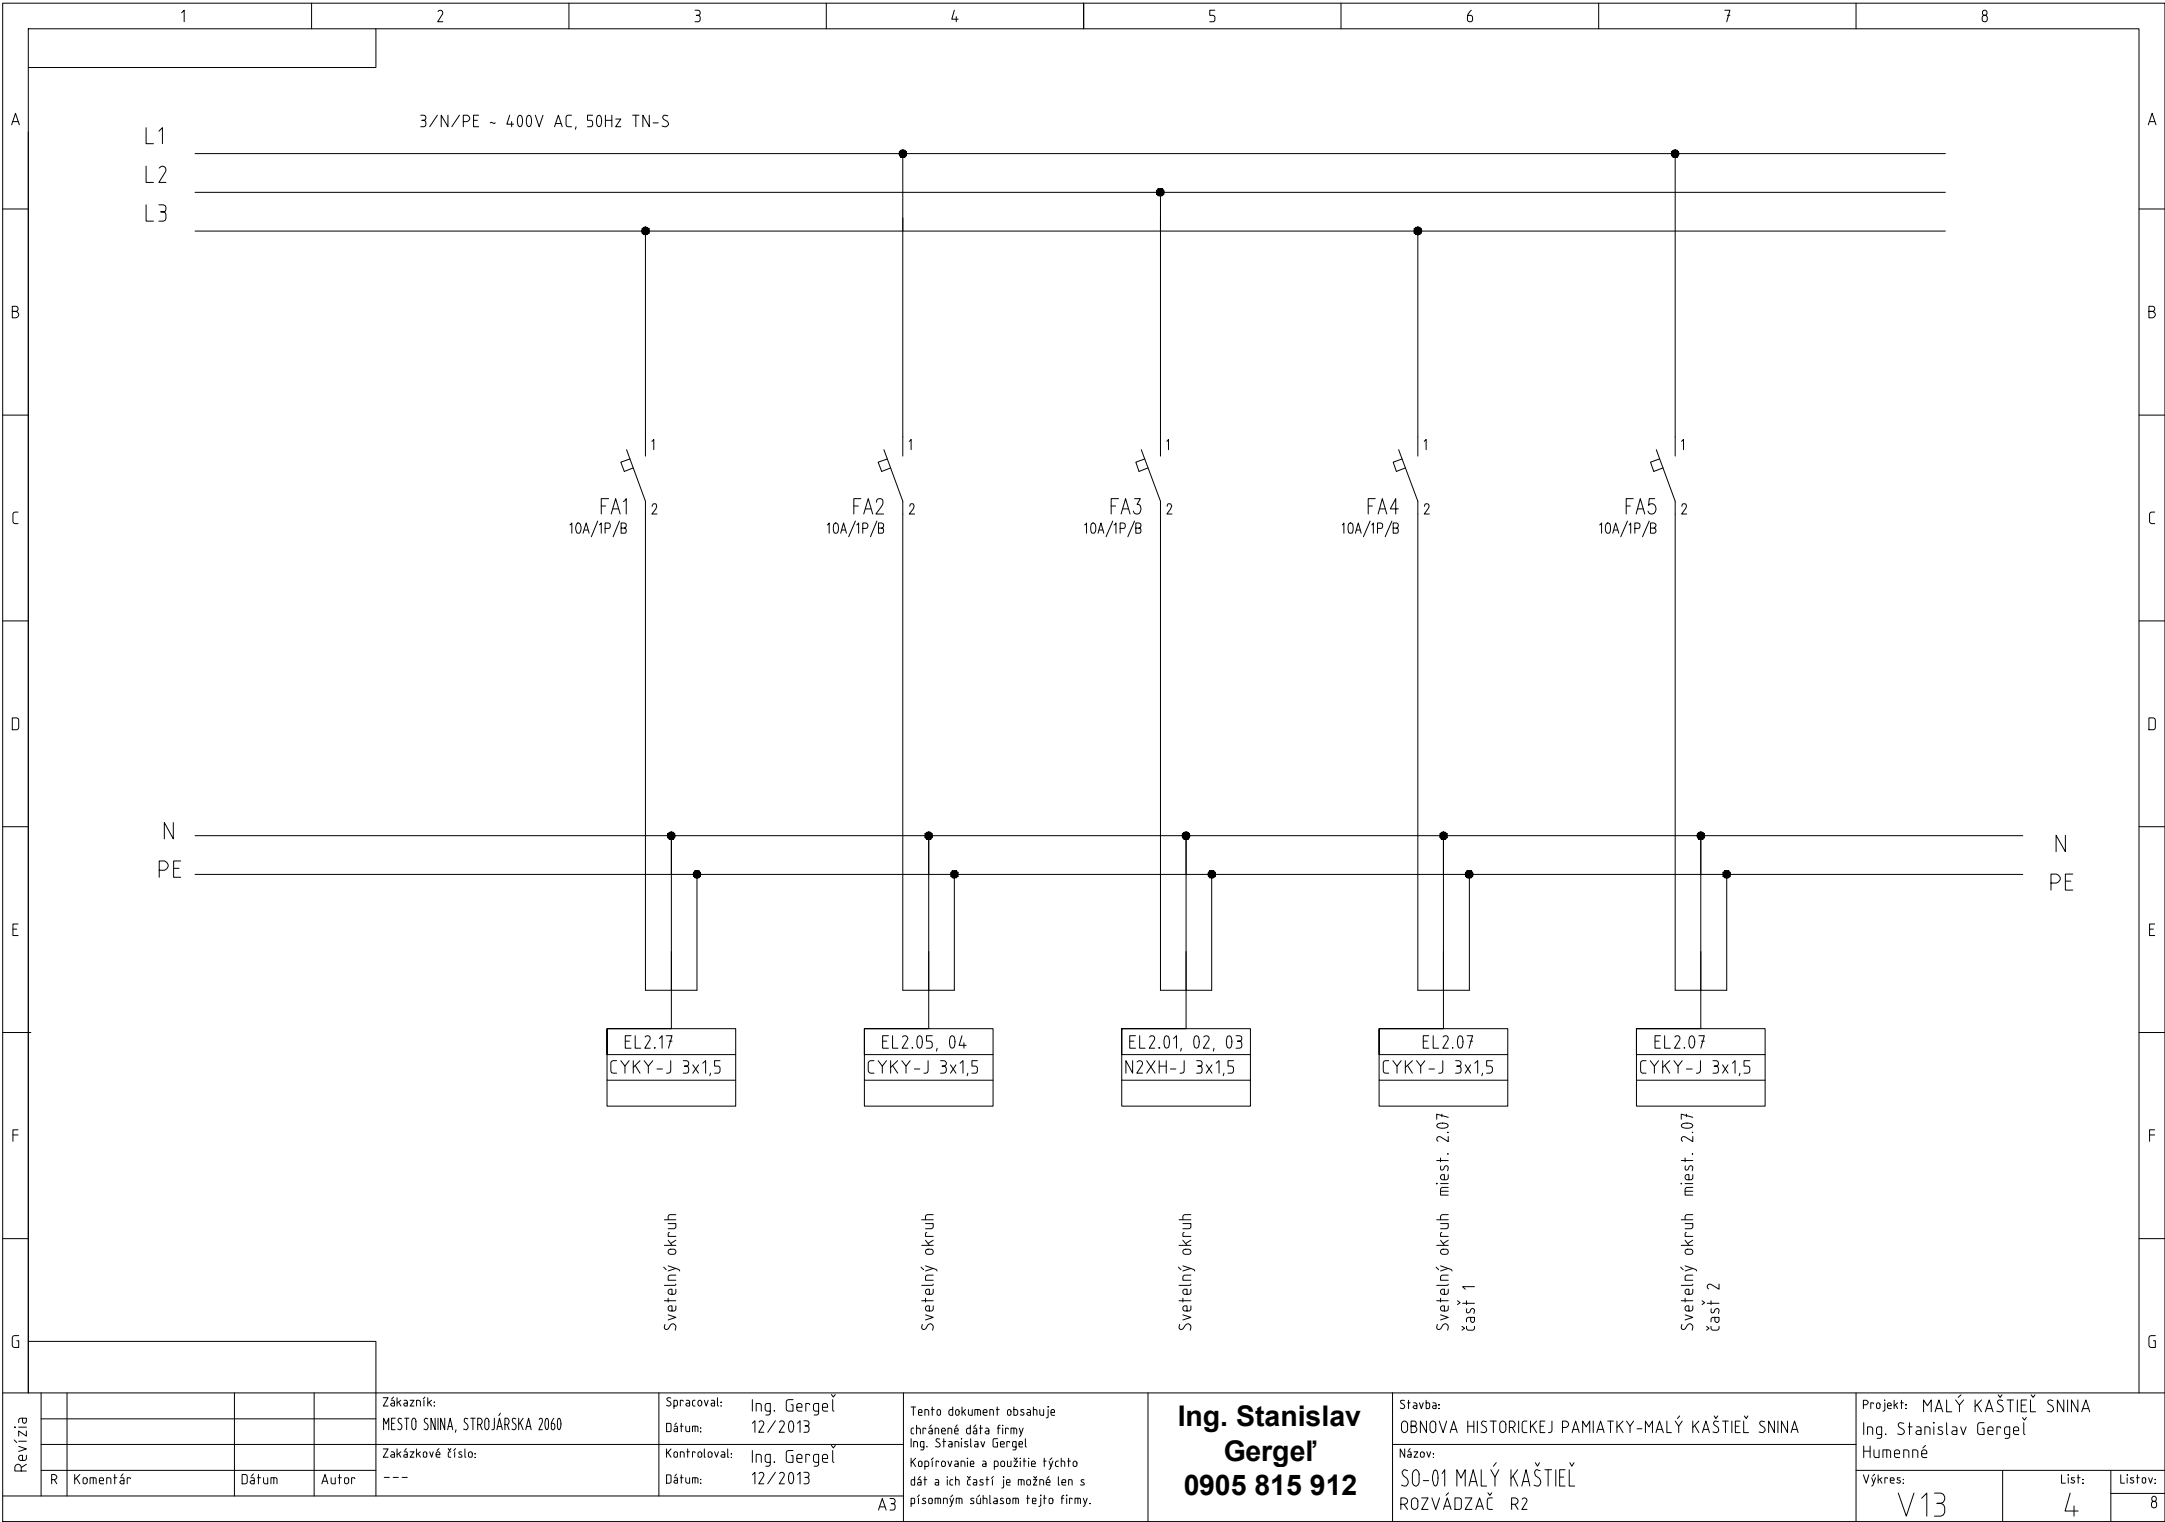 1 2 3 4 5 6 7 8
A A
3/N/PE ~ 400V AC, 50Hz TN-S
L1
L2
L3
B B
1 1 1 1 1
FA1 2 FA2 2 FA3 2 FA4 2 FA5 2
10A/1P/B 10A/1P/B 10A/1P/B 10A/1P/B 10A/1P/B
C C
D D
N N
PE PE
E E
EL2.17 EL2.05, 04 EL2.01, 02, 03 EL2.07 EL2.07
CYKY-J 3x1,5 CYKY-J 3x1,5 N2XH-J 3x1,5 CYKY-J 3x1,5 CYKY-J 3x1,5
F F
Svetelný okruh
Svetelný okruh
Svetelný okruh
Svetelný okruh miest. 2.07
časť 1
Svetelný okruh miest. 2.07
časť 2
G G
Revízia
R Komentár Dátum Autor
Zákazník:
MESTO SNINA, STROJÁRSKA 2060
Zakázkové číslo:
---
Spracoval: Ing. Gergeľ
Dátum: 12/2013
Kontroloval: Ing. Gergeľ
Dátum: 12/2013
A3
Tento dokument obsahuje
chránené dáta firmy
Ing. Stanislav Gergel
Kopírovanie a použitie týchto
dát a ich častí je možné len s
písomným súhlasom tejto firmy.
Ing. Stanislav
Gergeľ
0905 815 912
Stavba:
OBNOVA HISTORICKEJ PAMIATKY-MALÝ KAŠTIEĽ SNINA
Názov:
SO-01 MALÝ KAŠTIEĽ
ROZVÁDZAČ R2
Projekt: MALÝ KAŠTIEĽ SNINA
Ing. Stanislav Gergeľ
Humenné
Výkres: List: Listov:
V13 4 8